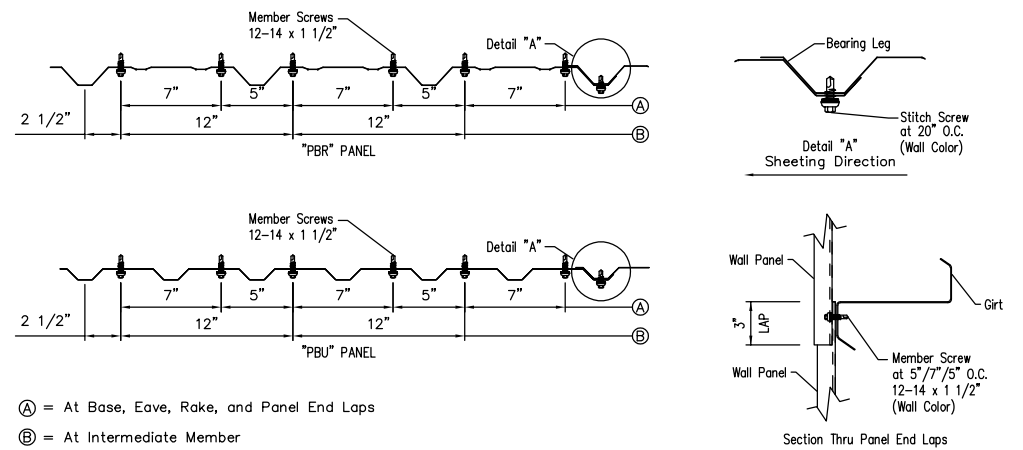 Member Screws
12-14 x 1 1/2"
Detail "A"
7" 5" 7" 5" 7"
A
2 1/2" 12" 12"
B
"PBR" PANEL
Bearing Leg
Stitch Screw
at 20" O.C.
(Wall Color)
Detail "A"
Sheeting Direction
Member Screws
12-14 x 1 1/2"
Detail "A"
7" 5" 7" 5" 7"
A
2 1/2" 12" 12"
B
"PBU" PANEL
A = At Base, Eave, Rake, and Panel End Laps
B = At Intermediate Member
Wall Panel
Girt
3" LAP
Wall Panel
Member Screw
at 5"/7"/5" O.C.
12-14 x 1 1/2"
(Wall Color)
Section Thru Panel End Laps